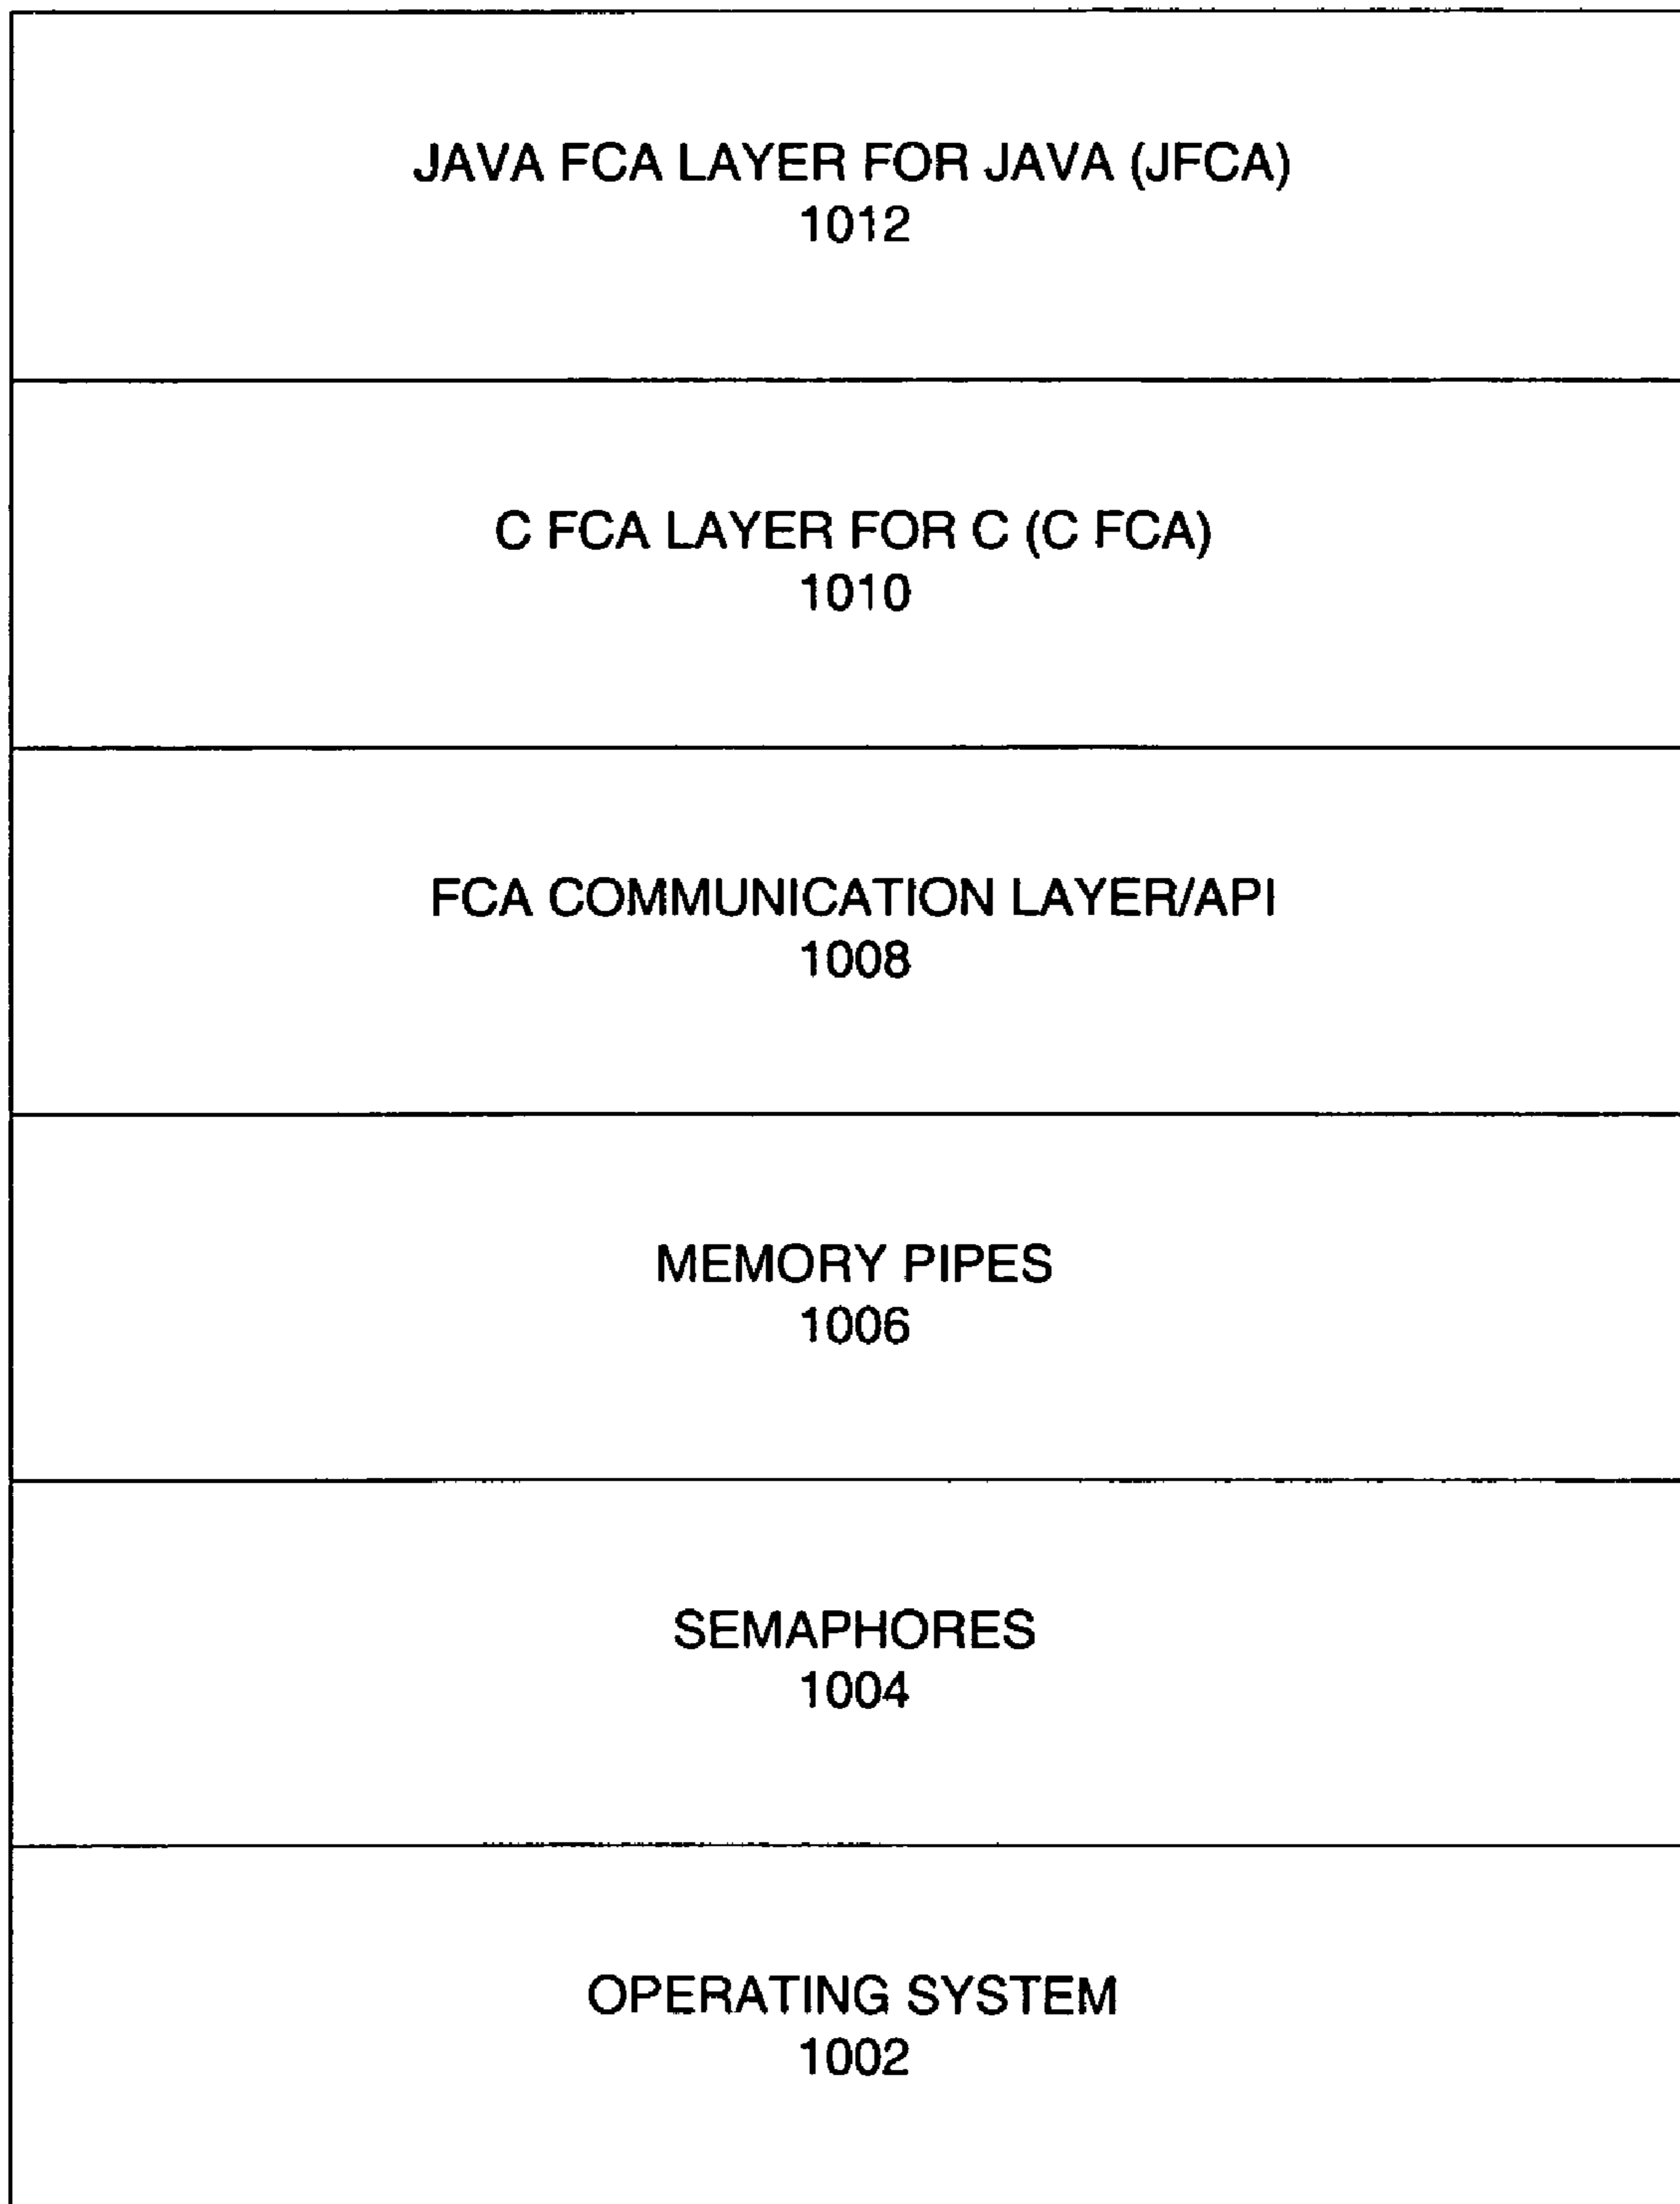 JAVA FCA LAYER FOR JAVA (JFCA)
1012
C FCA LAYER FOR C (C FCA)
1010
FCA COMMUNICATION LAYER/API
1008
MEMORY PIPES
1006
SEMAPHORES
1004
OPERATING SYSTEM
1002